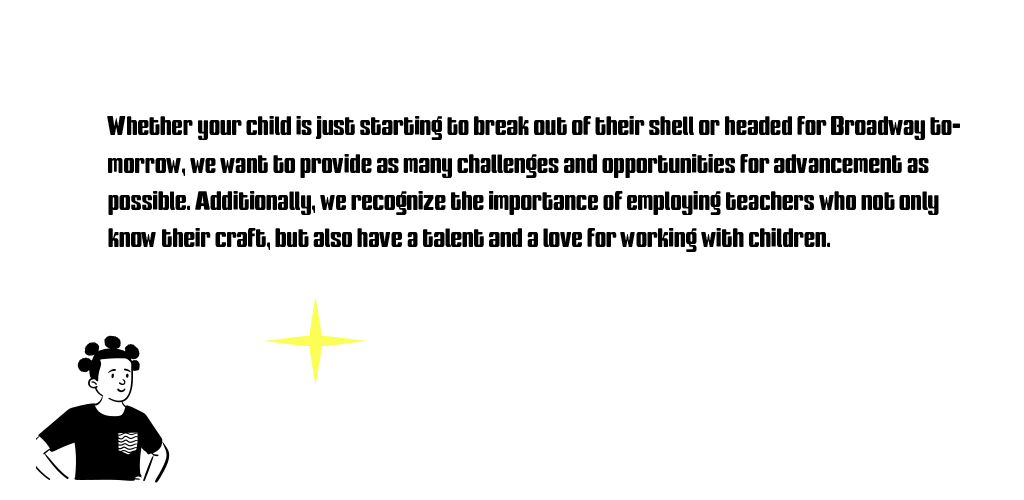 Whether your child is just starting to break out of their shell or headed for Broadway to-
morrow, we want to provide as many challenges and opportunities for advancement as
possible. Additionally, we recognize the importance of employing teachers who not only
know their craft, but also have a talent and a love for working with children.